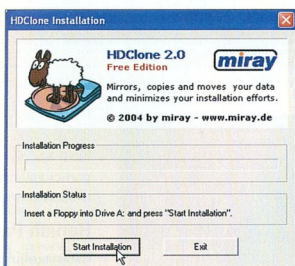 HDClone Installation
HDClone 2.0
Free Edition
miray
Mirrors, copies and moves your data
and minimizes your installation efforts.
© 2004 by miray - www.miray.de
Installation Progress
Installation Status
Insert a Floppy into Drive A: and press "Start Installation".
Start Installation
Exit